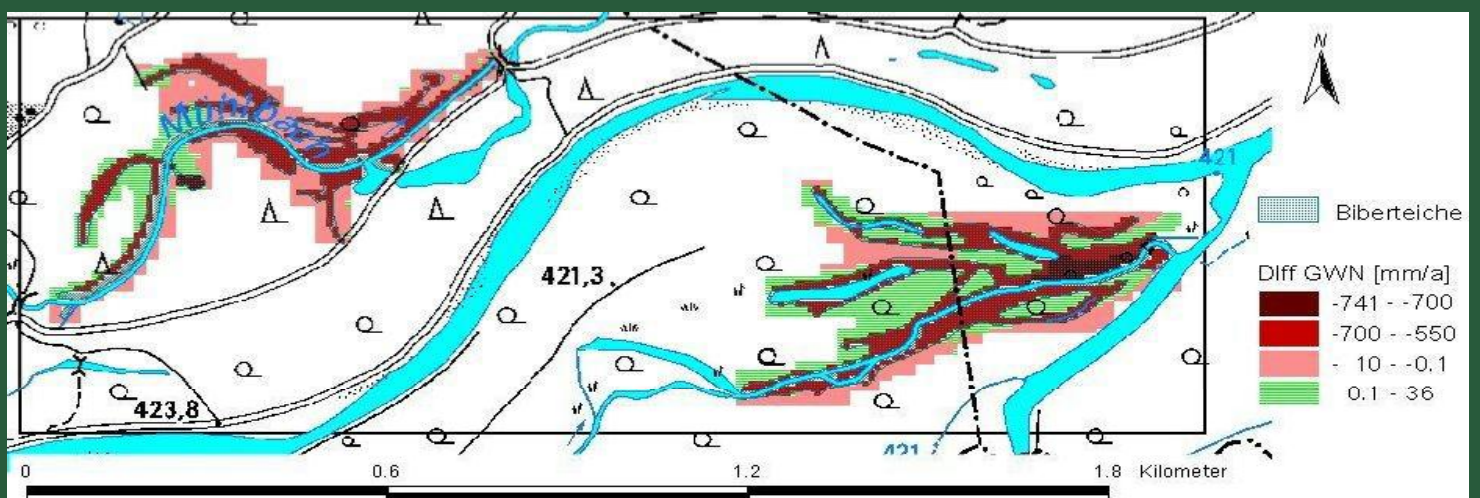 N
Mühlbach
421
Biberteiche
421,3
Diff GWN [mm/a]
-741 - -700
-700 - -550
- 10 - -0.1
0.1 - 36
423,8
421
0 0.6 1.2 1.8 Kilometer